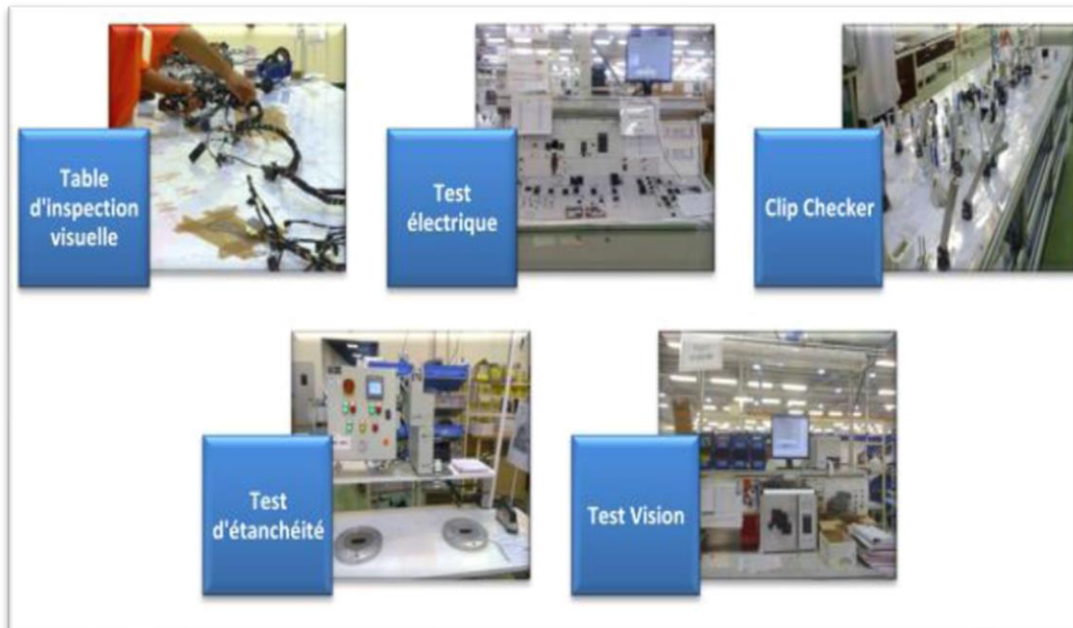 Table
d'inspection
visuelle
Test
électrique
Clip Checker
Test
d'étanchéité
Test Vision